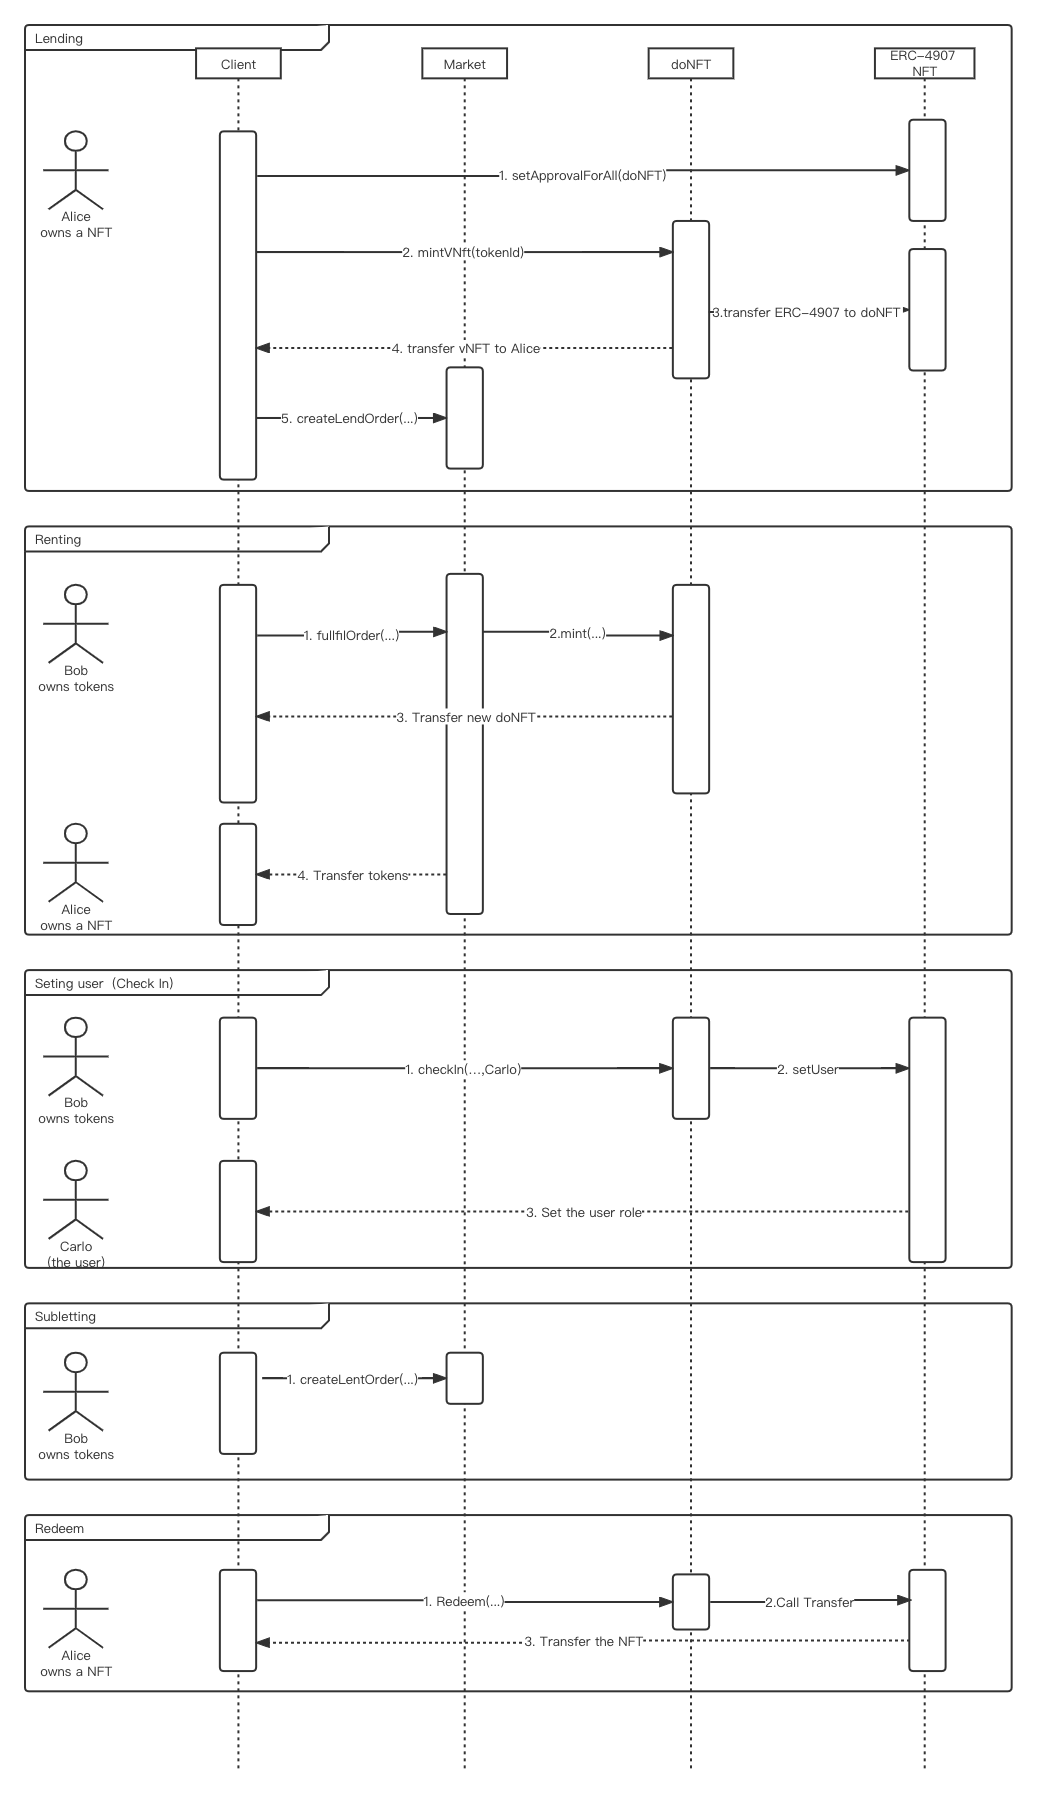 Lending
Client
Market
doNFT
ERC-4907
NFT
1. setApprovalForAll(doNFT)
Alice
owns a NFT
2. mintVNft(tokenId)
3.transfer ERC-4907 to doNFT
4. transfer vNFT to Alice
5. createLendOrder(...)
Renting
1. fullfilOrder(...)
2.mint(...)
Bob
owns tokens
3. Transfer new doNFT
4. Transfer tokens
Alice
owns a NFT
Seting user (Check In)
1. checkIn(...,Carlo)
2. setUser
Bob
owns tokens
3. Set the user role
Carlo
(the user)
Subletting
1. createLentOrder(...)
Bob
owns tokens
Redeem
1. Redeem(...)
2.Call Transfer
3. Transfer the NFT
Alice
owns a NFT